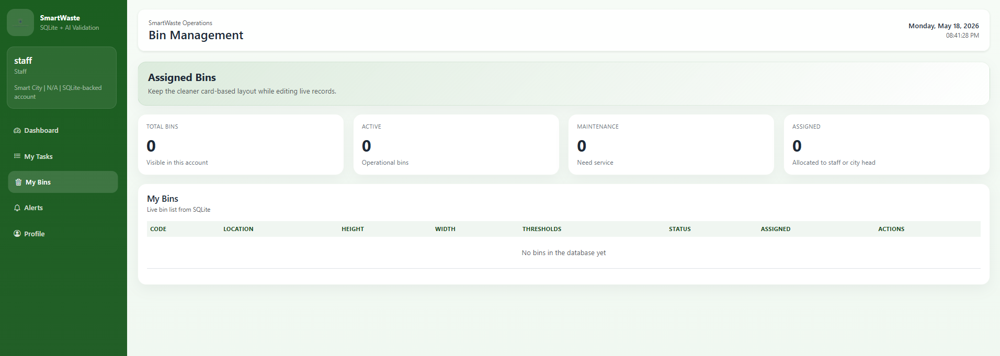 SmartWaste
SQLite + AI Validation
staff
Staff
Smart City | N/A | SQLite-backed
account
Dashboard
My Tasks
My Bins
Alerts
Profile
SmartWaste Operations
Bin Management
Monday, May 18, 2026
08:41:28 PM
Assigned Bins
Keep the cleaner card-based layout while editing live records.
TOTAL BINS
0
Visible in this account
ACTIVE
0
Operational bins
MAINTENANCE
0
Need service
ASSIGNED
0
Allocated to staff or city head
My Bins
Live bin list from SQLite
CODE LOCATION HEIGHT WIDTH THRESHOLDS STATUS ASSIGNED ACTIONS
No bins in the database yet